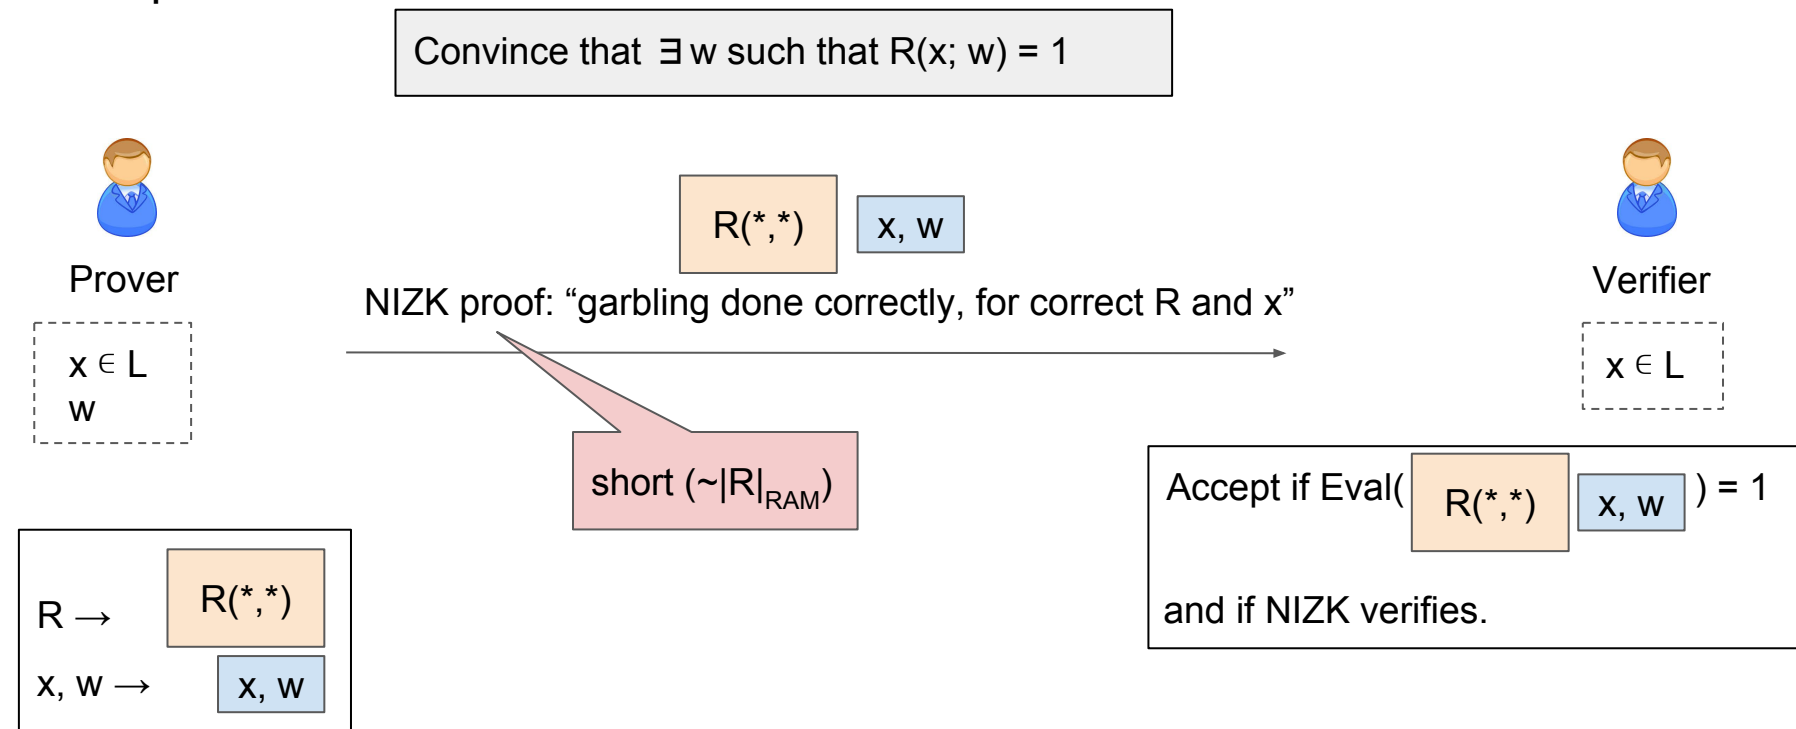 Convince that ∃ w such that R(x; w) = 1
R(*,*)
x, w
Prover
Verifier
NIZK proof: “garbling done correctly, for correct R and x”
x ∈ L
w
x ∈ L
short (~|R|RAM)
Accept if Eval( R(*,*) x, w ) = 1
and if NIZK verifies.
R → R(*,*)
x, w → x, w